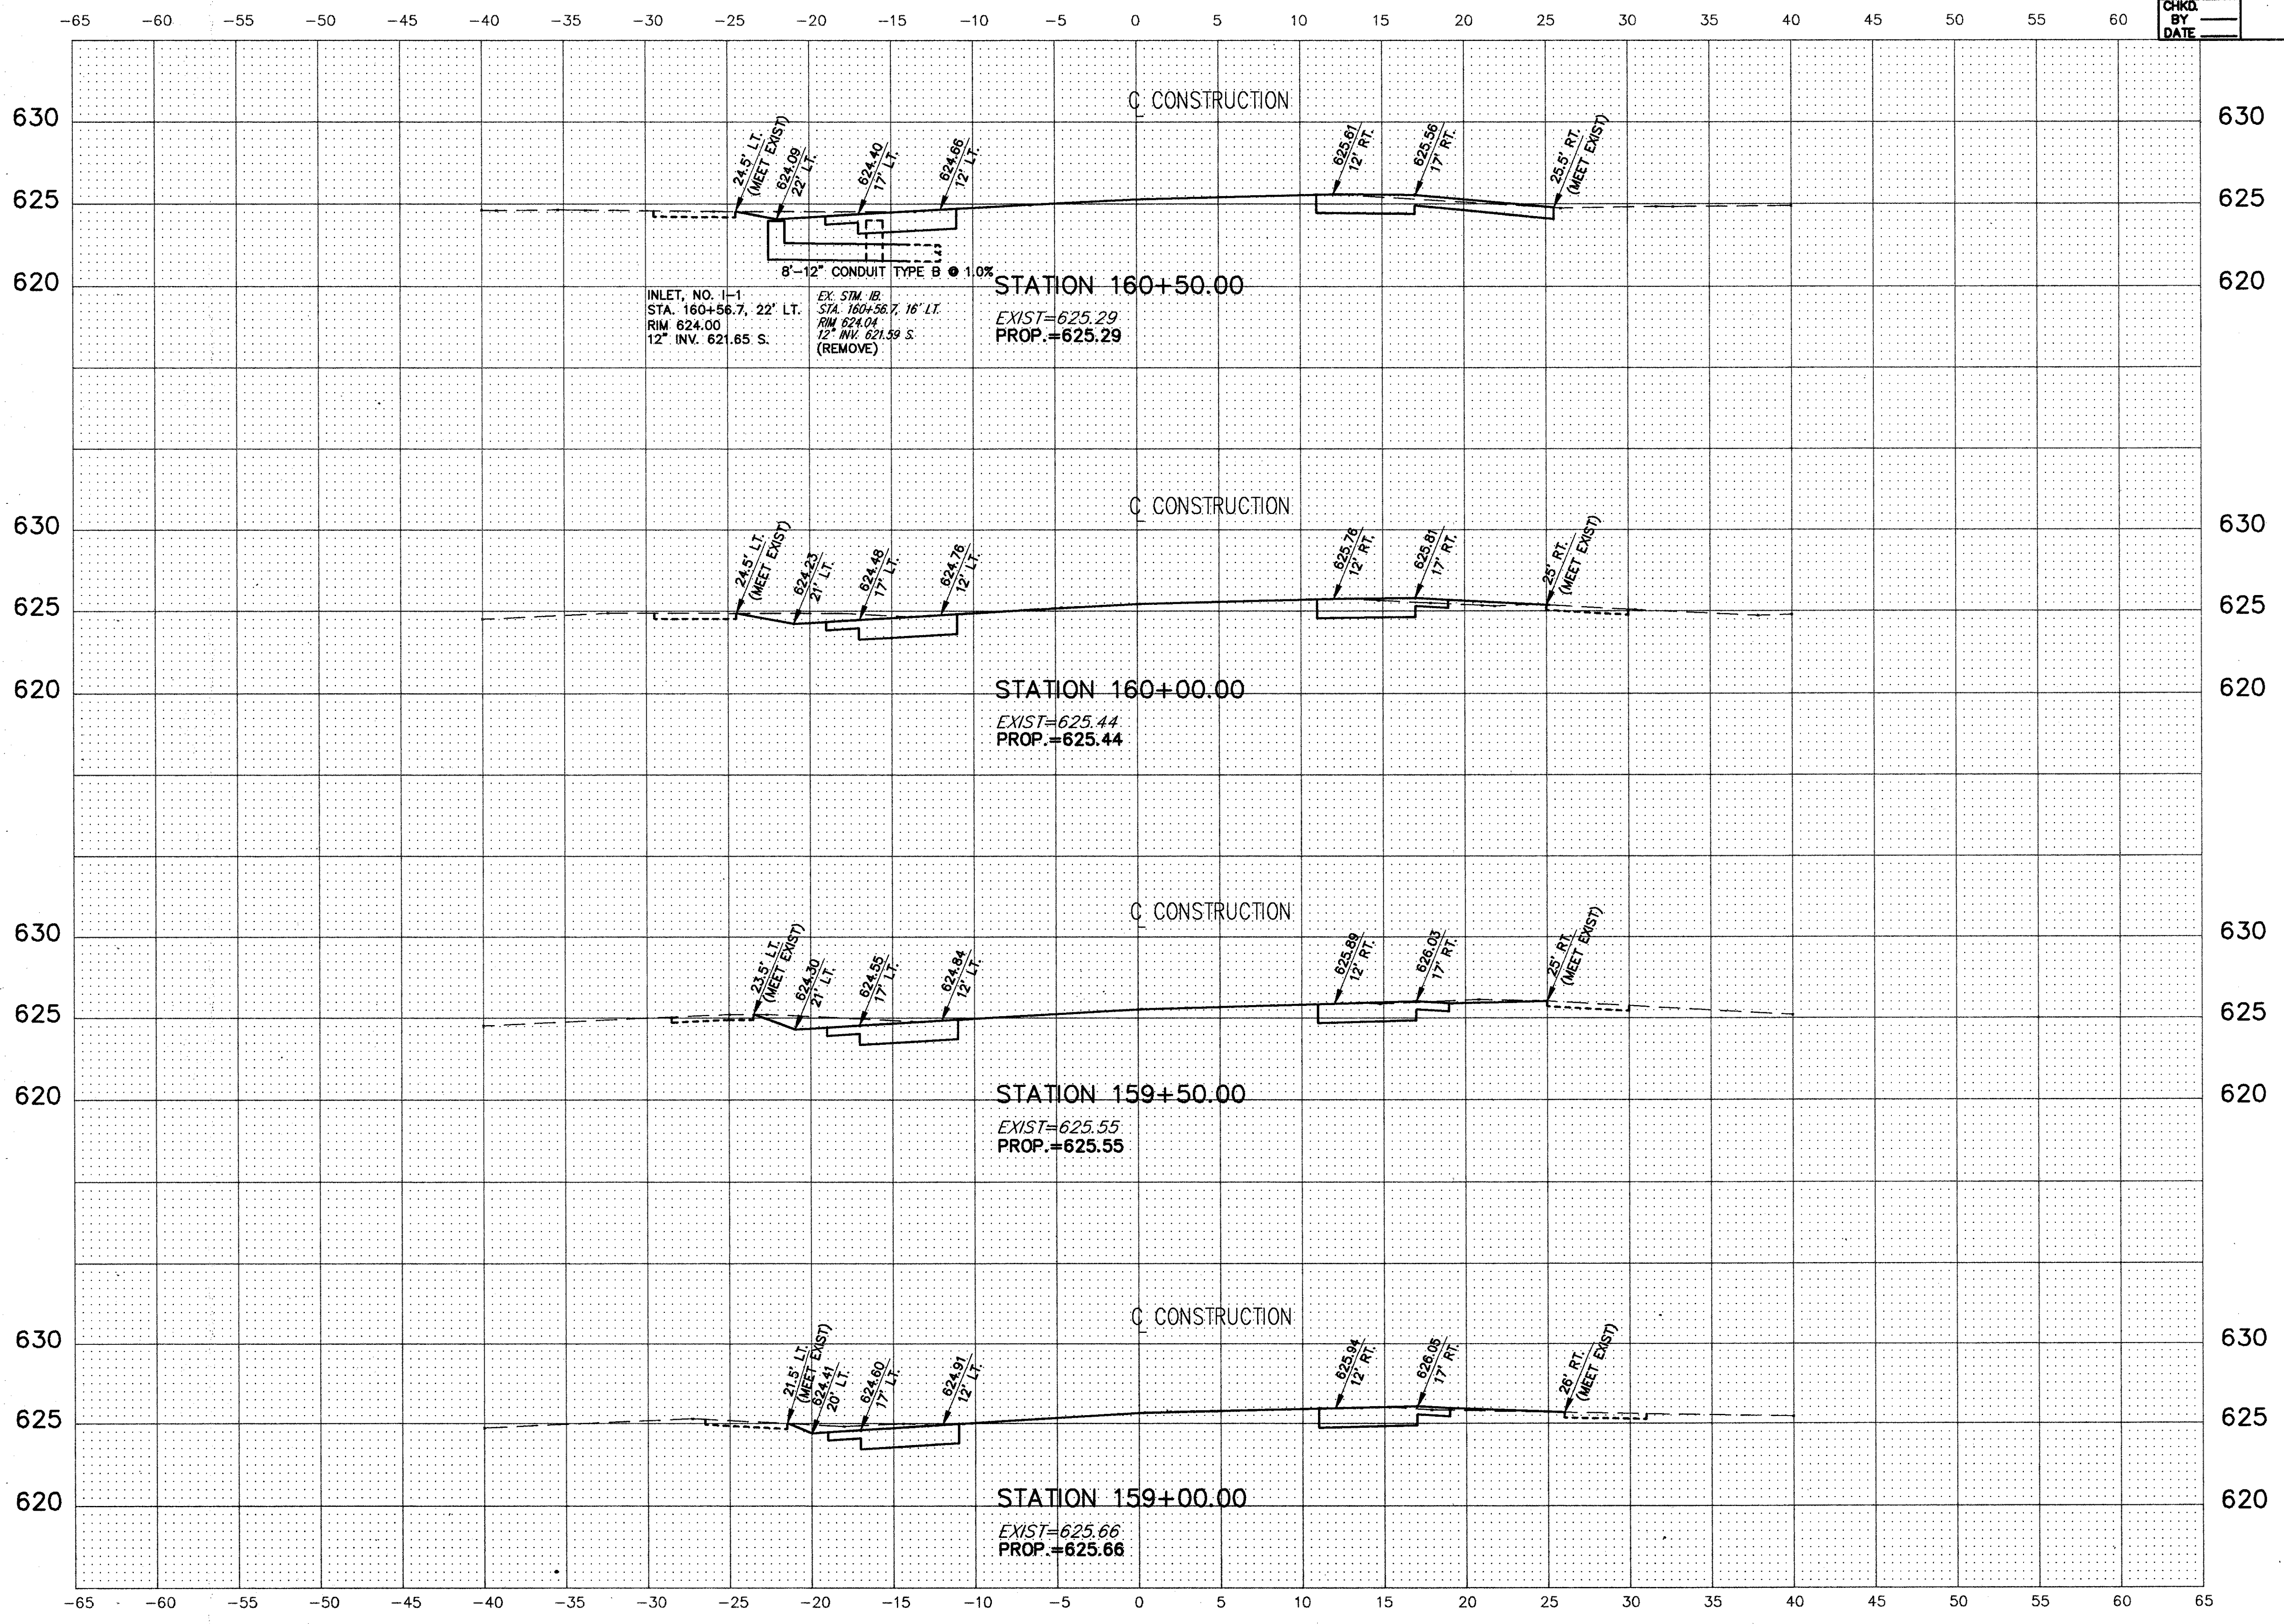 CHKD.
BY
DATE
-65 -60 -55 -50 -45 -40 -35 -30 -25 -20 -15 -10 -5 0 5 10 15 20 25 30 35 40 45 50 55 60
℄ CONSTRUCTION
630 630
24.5' LT.
(MEET EXIST)
624.09
22' LT.
624.40
17' LT.
624.66
12' LT.
625.61
12' RT.
625.56
17' RT.
25.5' RT.
(MEET EXIST)
625 625
8'-12" CONDUIT TYPE B @ 1.0%
620 620
STATION 160+50.00
EXIST=625.29
PROP.=625.29
INLET, NO. I-1
STA. 160+56.7, 22' LT.
RIM 624.00
12" INV. 621.65 S.
EX. STM. IB.
STA. 160+56.7, 16' LT.
RIM 624.04
12" INV. 621.59 S.
(REMOVE)
℄ CONSTRUCTION
630 630
24.5' LT.
(MEET EXIST)
624.23
21' LT.
624.48
17' LT.
624.76
12' LT.
625.76
12' RT.
625.81
17' RT.
25' RT.
(MEET EXIST)
625 625
620 620
STATION 160+00.00
EXIST=625.44
PROP.=625.44
℄ CONSTRUCTION
630 630
23.5' LT.
(MEET EXIST)
624.30
21' LT.
624.55
17' LT.
624.84
12' LT.
625.89
12' RT.
626.03
17' RT.
25' RT.
(MEET EXIST)
625 625
620 620
STATION 159+50.00
EXIST=625.55
PROP.=625.55
℄ CONSTRUCTION
630 630
21.5' LT.
(MEET EXIST)
624.41
20' LT.
624.60
17' LT.
624.91
12' LT.
625.94
12' RT.
626.05
17' RT.
26' RT.
(MEET EXIST)
625 625
620 620
STATION 159+00.00
EXIST=625.66
PROP.=625.66
-65 -60 -55 -50 -45 -40 -35 -30 -25 -20 -15 -10 -5 0 5 10 15 20 25 30 35 40 45 50 55 60 65